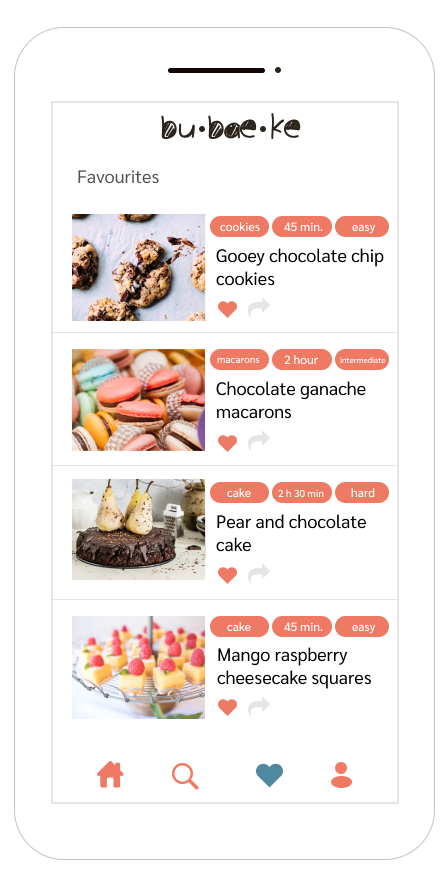 bu•bae•ke
Favourites
cookies 45 min. easy
Gooey chocolate chip
cookies
macarons 2 hour intermediate
Chocolate ganache
macarons
cake 2 h 30 min hard
Pear and chocolate
cake
cake 45 min. easy
Mango raspberry
cheesecake squares